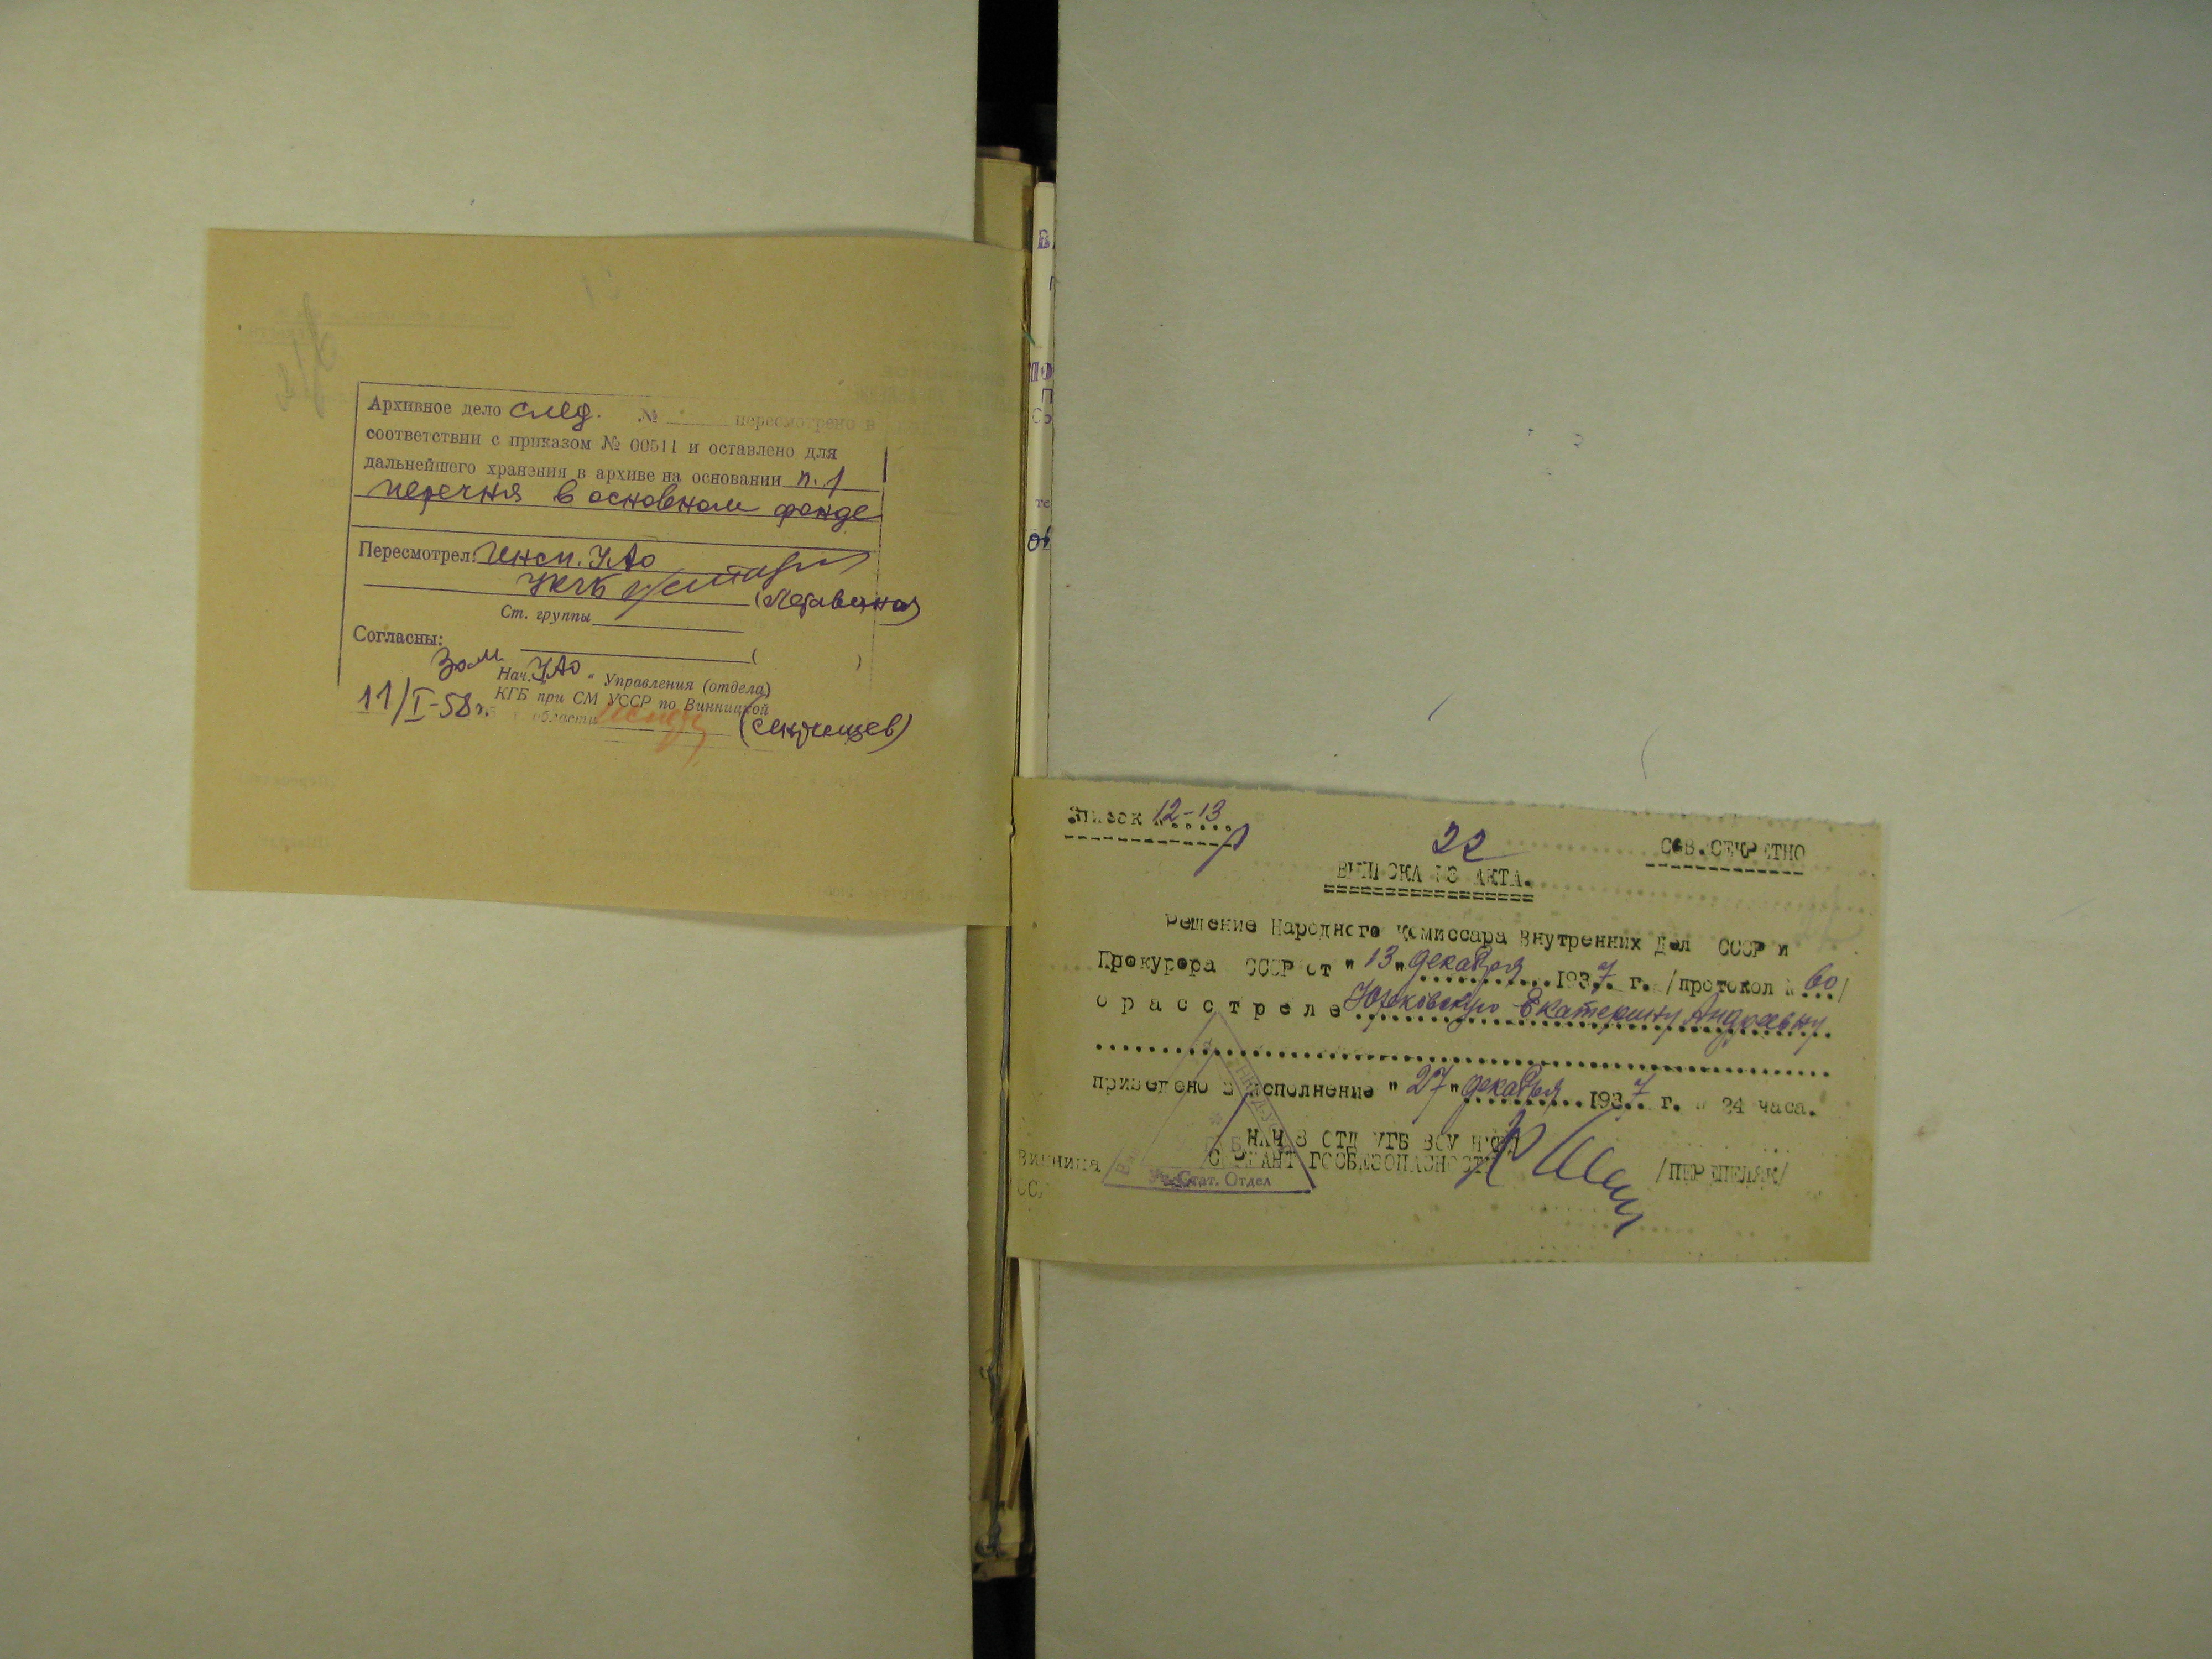 Архивное дело след. № пересмотрено в
соответствии с приказом № 00511 и оставлено для
дальнейшего хранения в архиве на основании п. 1
перечня в основном фонде
Пересмотрел: Инсп. УАО
УКГБ
Ст. группы
Согласны:
Зам
Нач. УАО Управления (отдела)
КГБ при СМ УССР по Винницкой
11/I-58 г. области
Список 12-13
22
СОВ.СЕКРЕТНО
ВЫПИСКА ИЗ АКТА.
Решение Народного Комиссара Внутренних Дел СССР и
Прокурора СССР от "13" декабря 1937 г. /протокол № 60/
о расстреле Юзековскую Екатерину Андреевну
приведено в исполнение "27" декабря 1937 г. в 24 часа.
НАЧ 8 ОТД УГБ ВОУ НКВД
СЕРЖАНТ ГОСБЕЗОПАСНОСТИ /ПЕРЕПЕЛЯК/
Винница
Уч.-Стат. Отдел